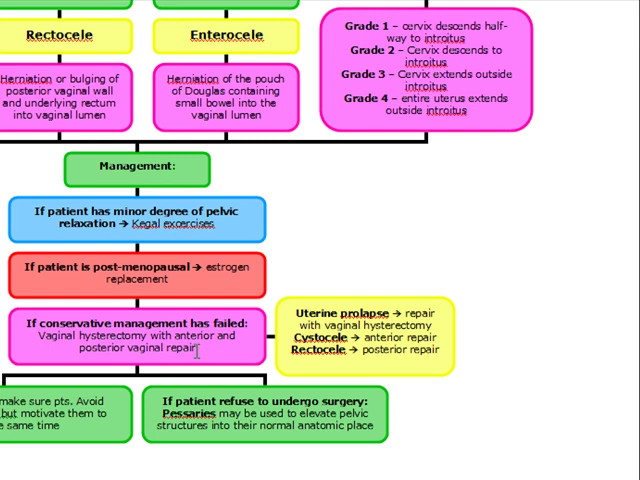 Rectocele
Enterocele
Herniation or bulging of
posterior vaginal wall
and underlying rectum
into vaginal lumen
Herniation of the pouch
of Douglas containing
small bowel into the
vaginal lumen
Grade 1 – cervix descends half-
way to introitus
Grade 2 – Cervix descends to
introitus
Grade 3 – Cervix extends outside
introitus
Grade 4 – entire uterus extends
outside introitus
Management:
If patient has minor degree of pelvic
relaxation → Kegal excercises
If patient is post-menopausal → estrogen
replacement
If conservative management has failed:
Vaginal hysterectomy with anterior and
posterior vaginal repair
Uterine prolapse → repair
with vaginal hysterectomy
Cystocele → anterior repair
Rectocele → posterior repair
make sure pts. Avoid
but motivate them to
same time
If patient refuse to undergo surgery:
Pessaries may be used to elevate pelvic
structures into their normal anatomic place